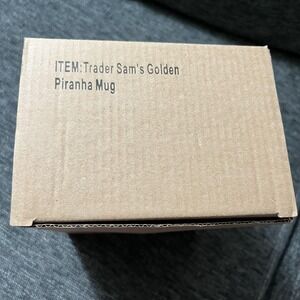 ITEM:Trader Sam's Golden
Piranha Mug